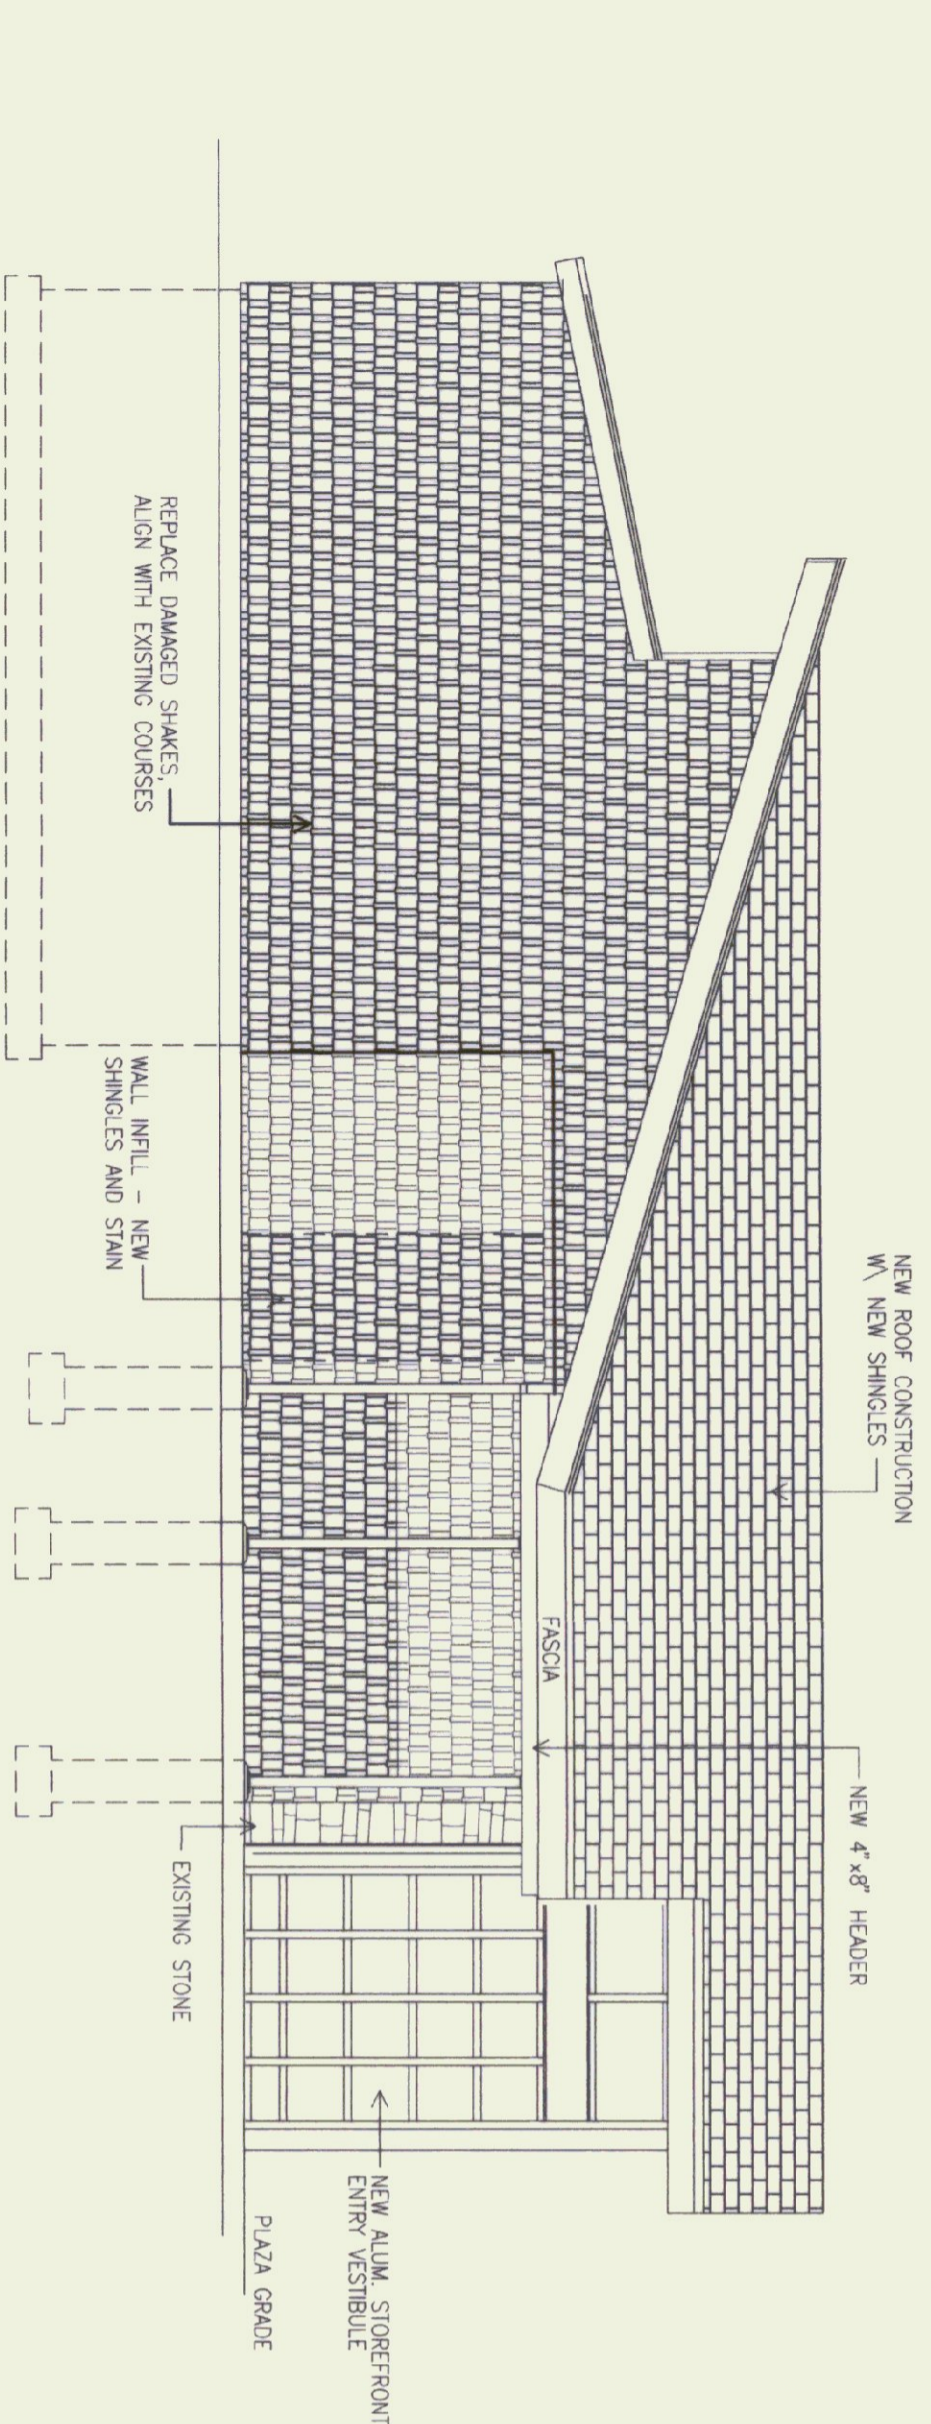 NEW ROOF CONSTRUCTION
W\ NEW SHINGLES
NEW 4"x8" HEADER
FASCIA
NEW ALUM. STOREFRONT
ENTRY VESTIBULE
PLAZA GRADE
EXISTING STONE
REPLACE DAMAGED SHAKES,
ALIGN WITH EXISTING COURSES
WALL INFILL - NEW
SHINGLES AND STAIN